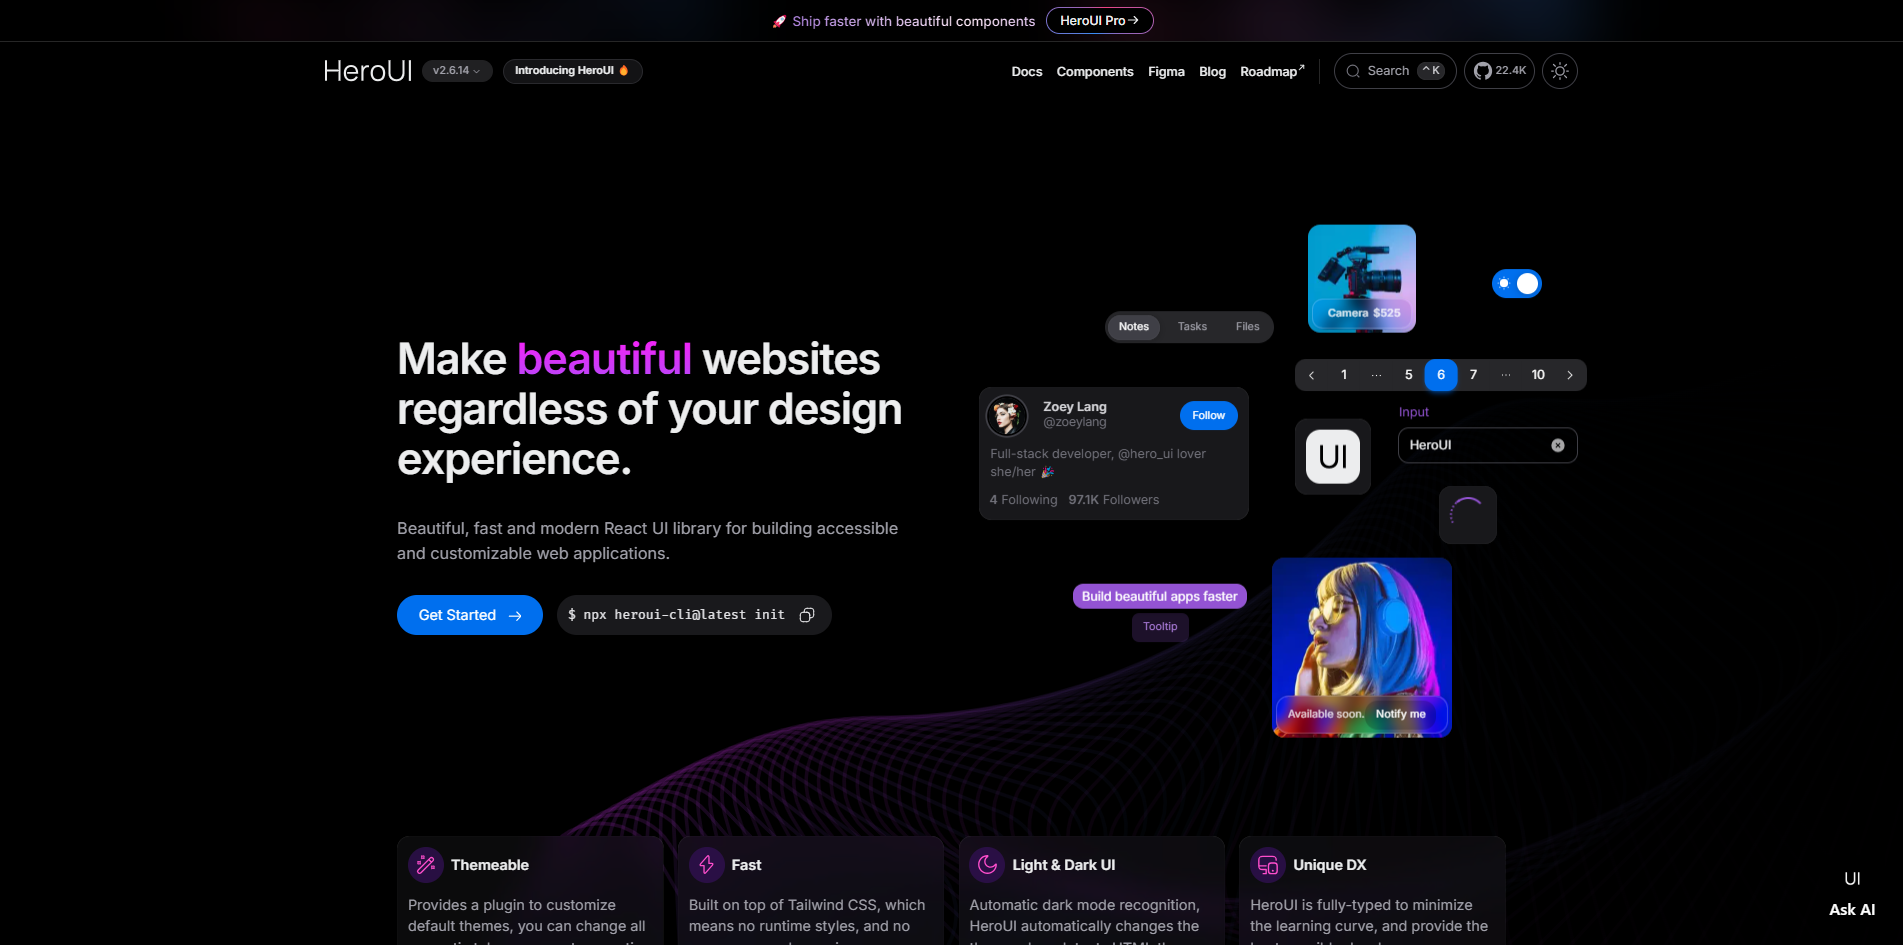 🚀 Ship faster with beautiful components
HeroUI Pro→
HeroUI
v2.6.14
Introducing HeroUI 🔥
Docs
Components
Figma
Blog
Roadmap↗
Search
^ K
22.4K
Camera $525
Notes
Tasks
Files
Make beautiful websites
regardless of your design
experience.
1
...
5
6
7
...
10
Zoey Lang
@zoeylang
Follow
Full-stack developer, @hero_ui lover
she/her 🎉
4 Following 97.1K Followers
Input
HeroUI
UI
Beautiful, fast and modern React UI library for building accessible
and customizable web applications.
Get Started →
$ npx heroui-cli@latest init
Build beautiful apps faster
Tooltip
Available soon.
Notify me
Themeable
Provides a plugin to customize
default themes, you can change all
Fast
Built on top of Tailwind CSS, which
means no runtime styles, and no
Light & Dark UI
Automatic dark mode recognition,
HeroUI automatically changes the
Unique DX
HeroUI is fully-typed to minimize
the learning curve, and provide the
UI
Ask AI